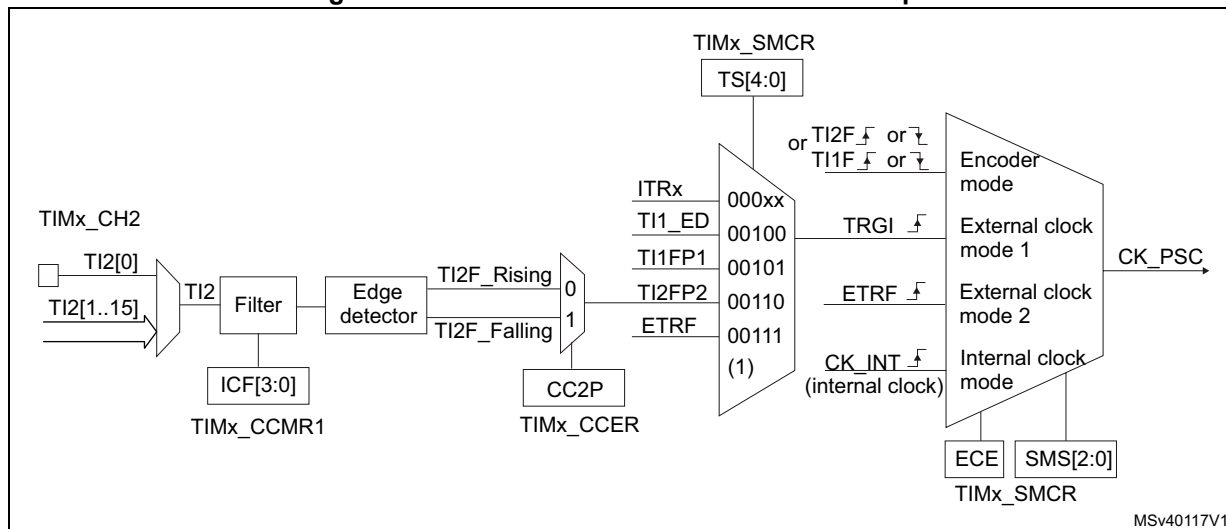 TIMx_SMCR
TS[4:0]
or TI2F or
TI1F or
Encoder
mode
ITRx
000xx
TIMx_CH2
TI1_ED
00100
TRGI
External clock
mode 1
CK_PSC
TI2[0]
TI2F_Rising
0
TI1FP1
00101
TI2
Filter
Edge
detector
TI2FP2
00110
ETRF
External clock
mode 2
TI2[1..15]
TI2F_Falling
1
ETRF
00111
(1)
CK_INT
(internal clock)
Internal clock
mode
ICF[3:0]
CC2P
TIMx_CCMR1
TIMx_CCER
ECE
SMS[2:0]
TIMx_SMCR
MSv40117V1